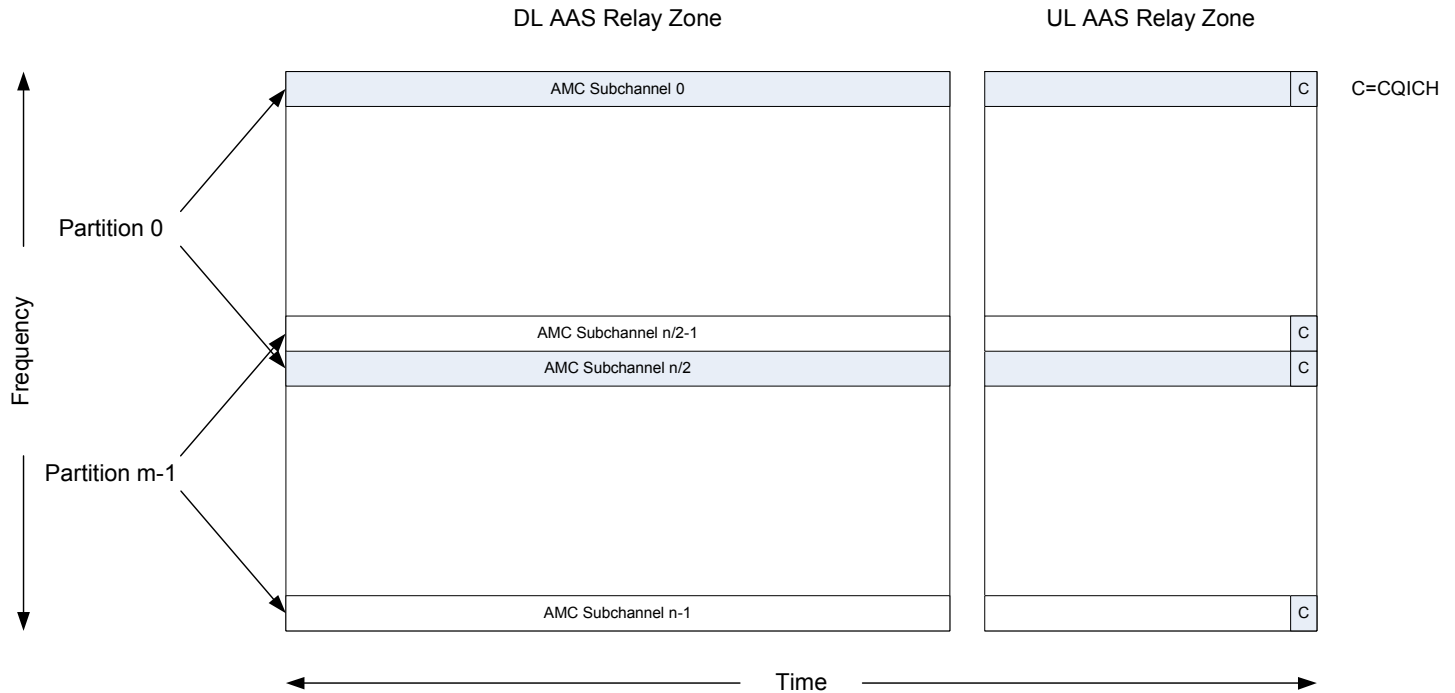 DL AAS Relay Zone
UL AAS Relay Zone
AMC Subchannel 0
C
C=CQICH
Partition 0
Frequency
AMC Subchannel n/2-1
C
AMC Subchannel n/2
C
Partition m-1
AMC Subchannel n-1
C
Time